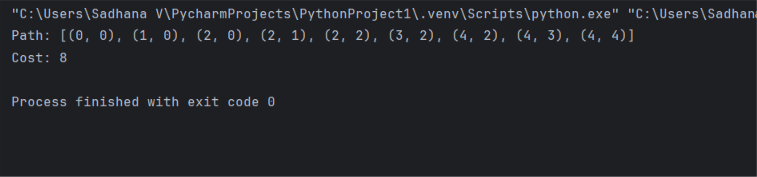 "C:\Users\Sadhana V\PycharmProjects\PythonProject1\.venv\Scripts\python.exe" "C:\Users\Sadhana
Path: [(0, 0), (1, 0), (2, 0), (2, 1), (2, 2), (3, 2), (4, 2), (4, 3), (4, 4)]
Cost: 8
Process finished with exit code 0